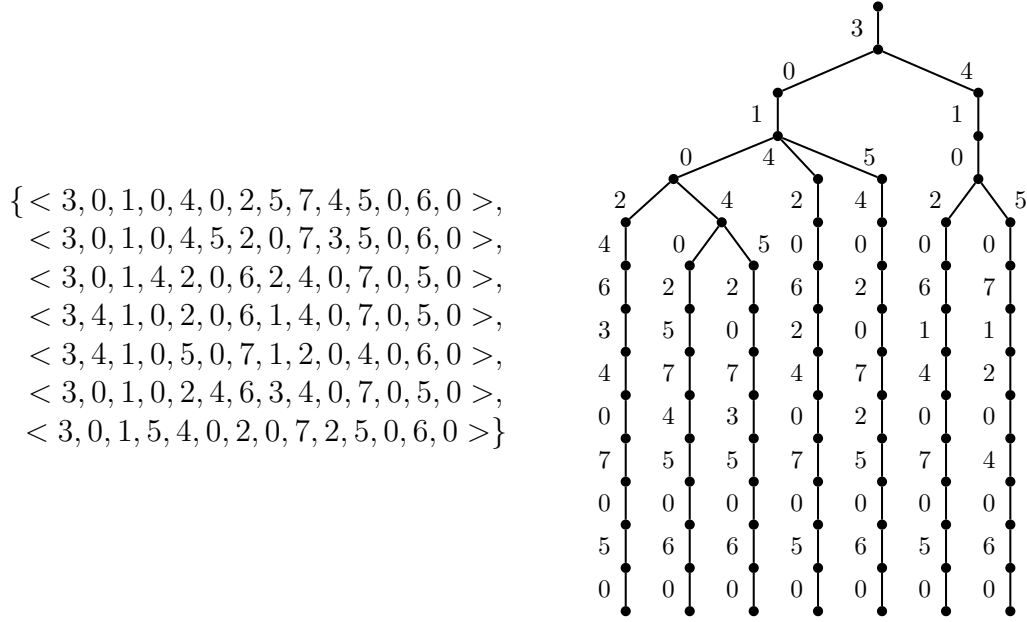 {< 3, 0, 1, 0, 4, 0, 2, 5, 7, 4, 5, 0, 6, 0 >,
< 3, 0, 1, 0, 4, 5, 2, 0, 7, 3, 5, 0, 6, 0 >,
< 3, 0, 1, 4, 2, 0, 6, 2, 4, 0, 7, 0, 5, 0 >,
< 3, 4, 1, 0, 2, 0, 6, 1, 4, 0, 7, 0, 5, 0 >,
< 3, 4, 1, 0, 5, 0, 7, 1, 2, 0, 4, 0, 6, 0 >,
< 3, 0, 1, 0, 2, 4, 6, 3, 4, 0, 7, 0, 5, 0 >,
< 3, 0, 1, 5, 4, 0, 2, 0, 7, 2, 5, 0, 6, 0 >}
3
0 4
1 1
0 4 5 0
2 4 2 4 2 5
4 0 5 0 0 0 0
6 2 2 6 2 6 7
3 5 0 2 0 1 1
4 7 7 4 7 4 2
0 4 3 0 2 0 0
7 5 5 7 5 7 4
0 0 0 0 0 0 0
5 6 6 5 6 5 6
0 0 0 0 0 0 0